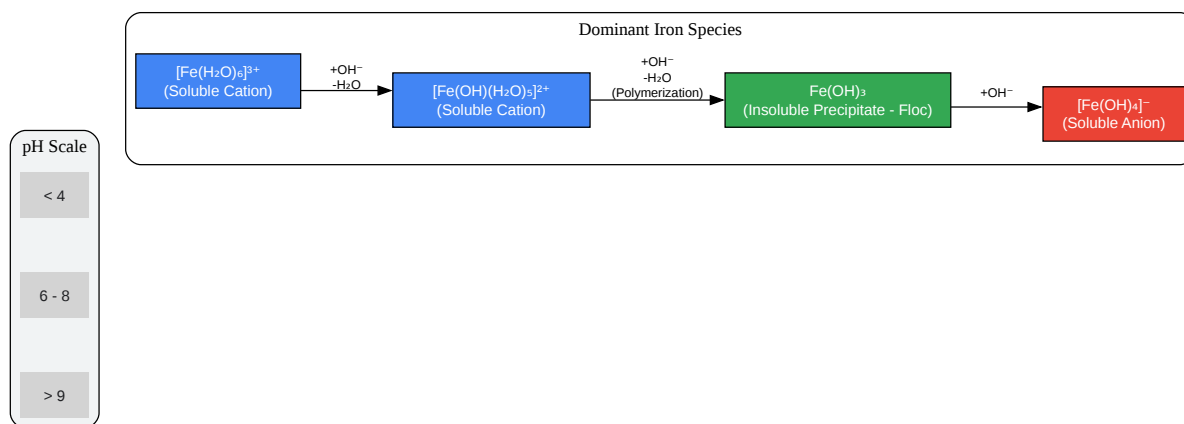 Dominant Iron Species
[Fe(H₂O)₆]³⁺
(Soluble Cation)
+OH⁻
-H₂O
[Fe(OH)(H₂O)₅]²⁺
(Soluble Cation)
+OH⁻
-H₂O
(Polymerization)
Fe(OH)₃
(Insoluble Precipitate - Floc)
+OH⁻
[Fe(OH)₄]⁻
(Soluble Anion)
pH Scale
< 4
6 - 8
> 9